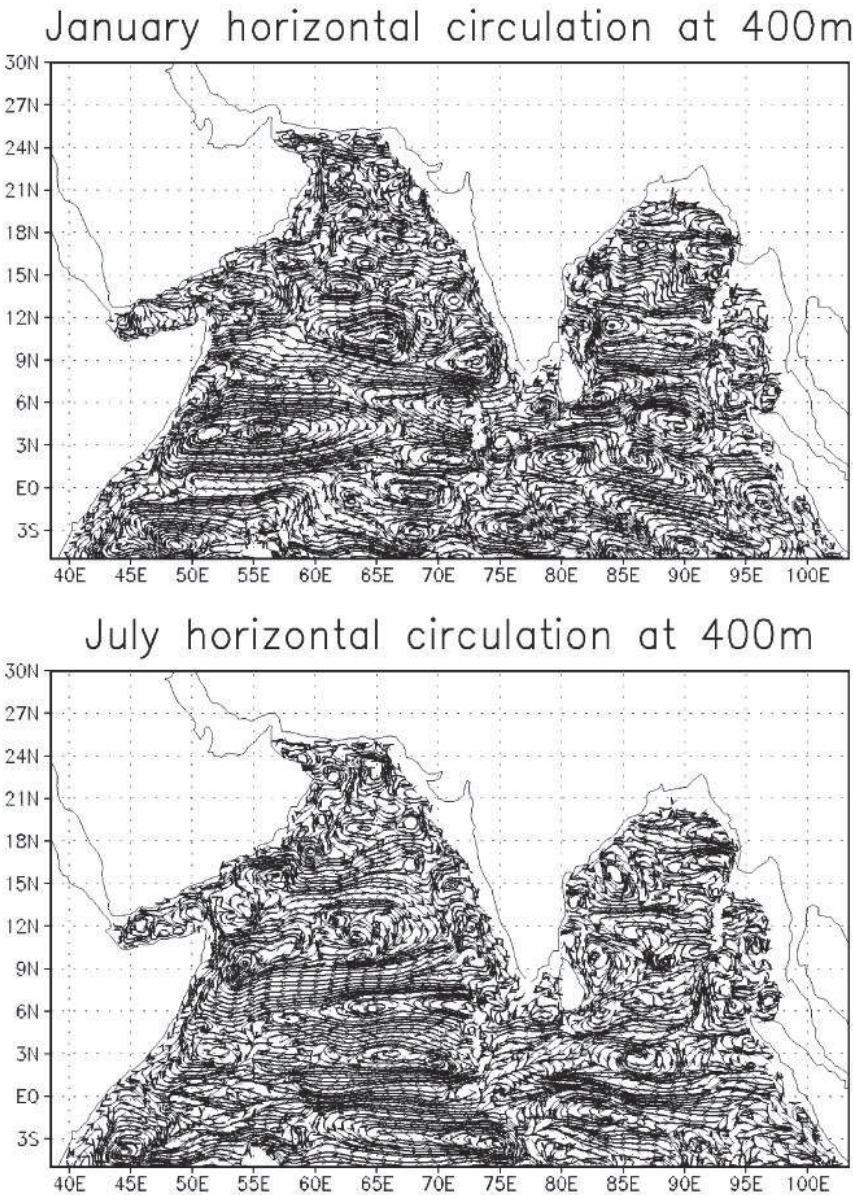 January horizontal circulation at 400m
30N
27N
24N
21N
18N
15N
12N
9N
6N
3N
EQ
3S
40E 45E 50E 55E 60E 65E 70E 75E 80E 85E 90E 95E 100E
July horizontal circulation at 400m
30N
27N
24N
21N
18N
15N
12N
9N
6N
3N
EQ
3S
40E 45E 50E 55E 60E 65E 70E 75E 80E 85E 90E 95E 100E